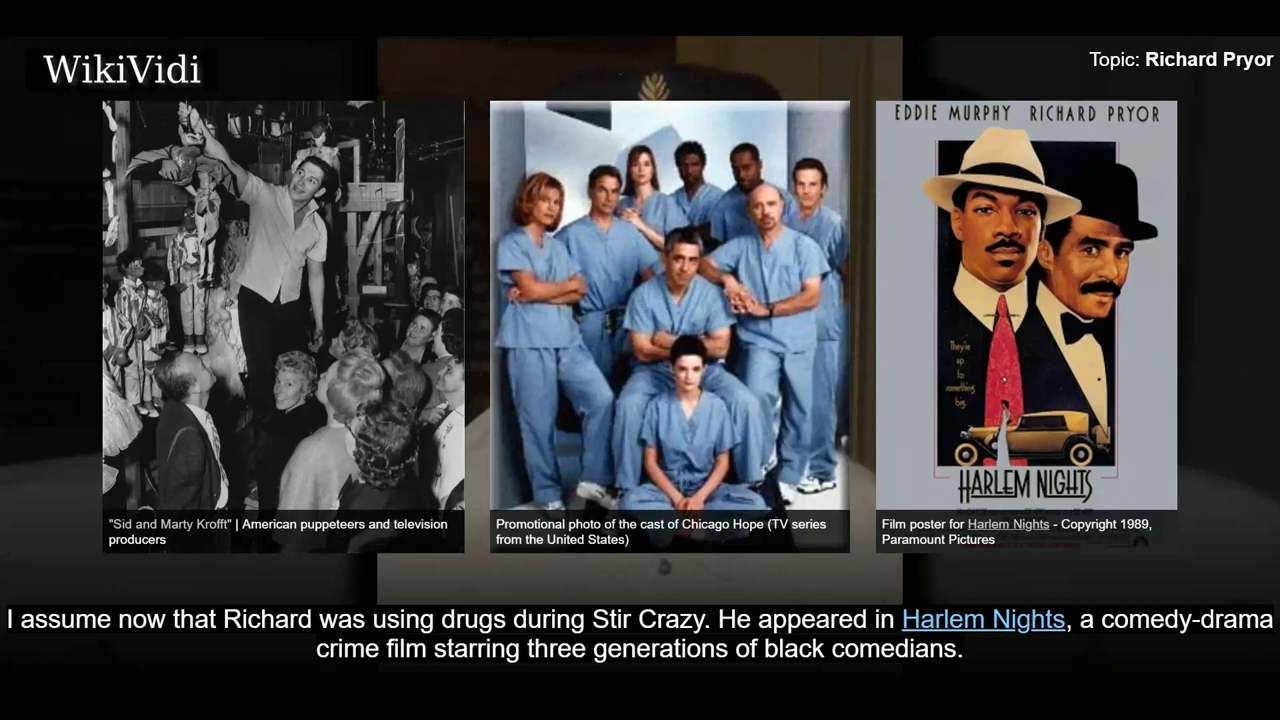 WikiVidi
Topic: Richard Pryor
EDDIE MURPHY RICHARD PRYOR
They're
up
to
something
big.
HARLEM NIGHTS
"Sid and Marty Krofft" | American puppeteers and television
producers
Promotional photo of the cast of Chicago Hope (TV series
from the United States)
Film poster for Harlem Nights - Copyright 1989,
Paramount Pictures
I assume now that Richard was using drugs during Stir Crazy. He appeared in Harlem Nights, a comedy-drama
crime film starring three generations of black comedians.